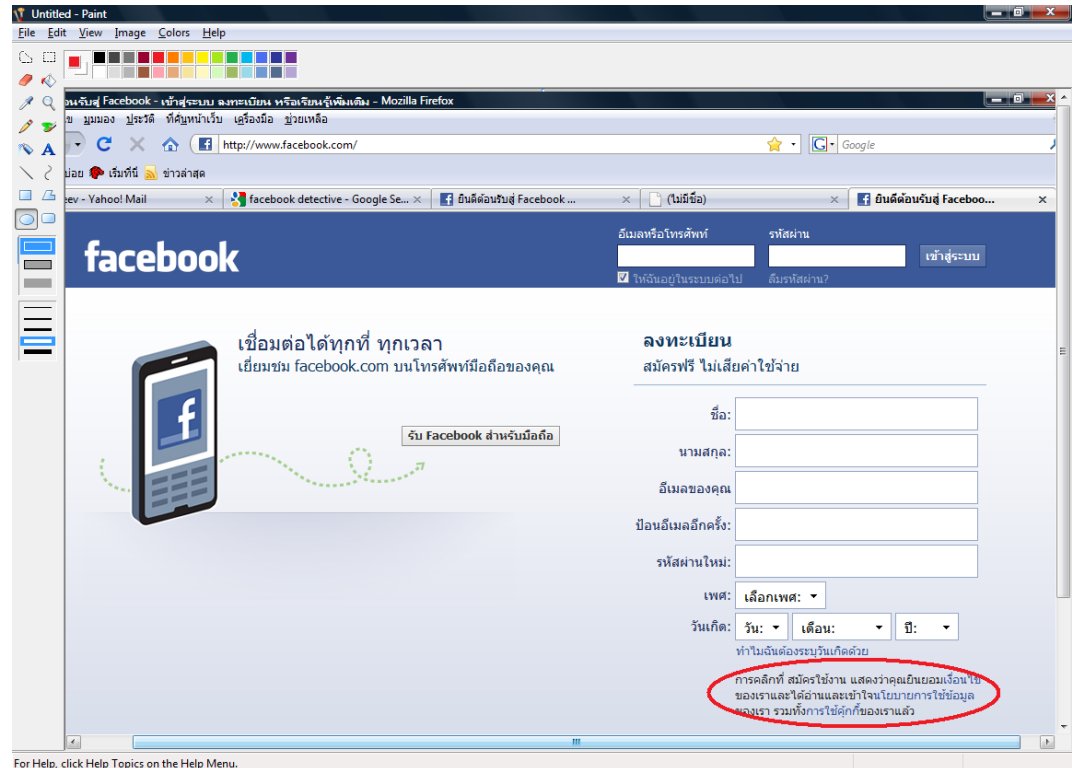 Untitled - Paint
File Edit View Image Colors Help
Facebook - เข้าสู่ระบบ ลงทะเบียน หรือเรียนรู้เพิ่มเติม - Mozilla Firefox
มุมมอง ประวัติ ที่คั่นหน้าเว็บ เครื่องมือ ช่วยเหลือ
http://www.facebook.com/
Google
เริ่มที่นี่ ข่าวล่าสุด
eev - Yahoo! Mail
facebook detective - Google Se...
ยินดีต้อนรับสู่ Facebook ...
(ไม่มีชื่อ)
ยินดีต้อนรับสู่ Faceboo...
facebook
อีเมลหรือโทรศัพท์ รหัสผ่าน
เข้าสู่ระบบ
ให้ฉันอยู่ในระบบต่อไป ลืมรหัสผ่าน?
เชื่อมต่อได้ทุกที่ ทุกเวลา
เยี่ยมชม facebook.com บนโทรศัพท์มือถือของคุณ
รับ Facebook สำหรับมือถือ
ลงทะเบียน
สมัครฟรี ไม่เสียค่าใช้จ่าย
ชื่อ:
นามสกุล:
อีเมลของคุณ
ป้อนอีเมลอีกครั้ง:
รหัสผ่านใหม่:
เพศ: เลือกเพศ:
วันเกิด: วัน: เดือน: ปี:
ทำไมฉันต้องระบุวันเกิดด้วย
การคลิกที่ สมัครใช้งาน แสดงว่าคุณยินยอมเงื่อนไข
ของเราและได้อ่านและเข้าใจนโยบายการใช้ข้อมูล
ของเรา รวมทั้งการใช้คุ้กกี้ของเราแล้ว
For Help, click Help Topics on the Help Menu.